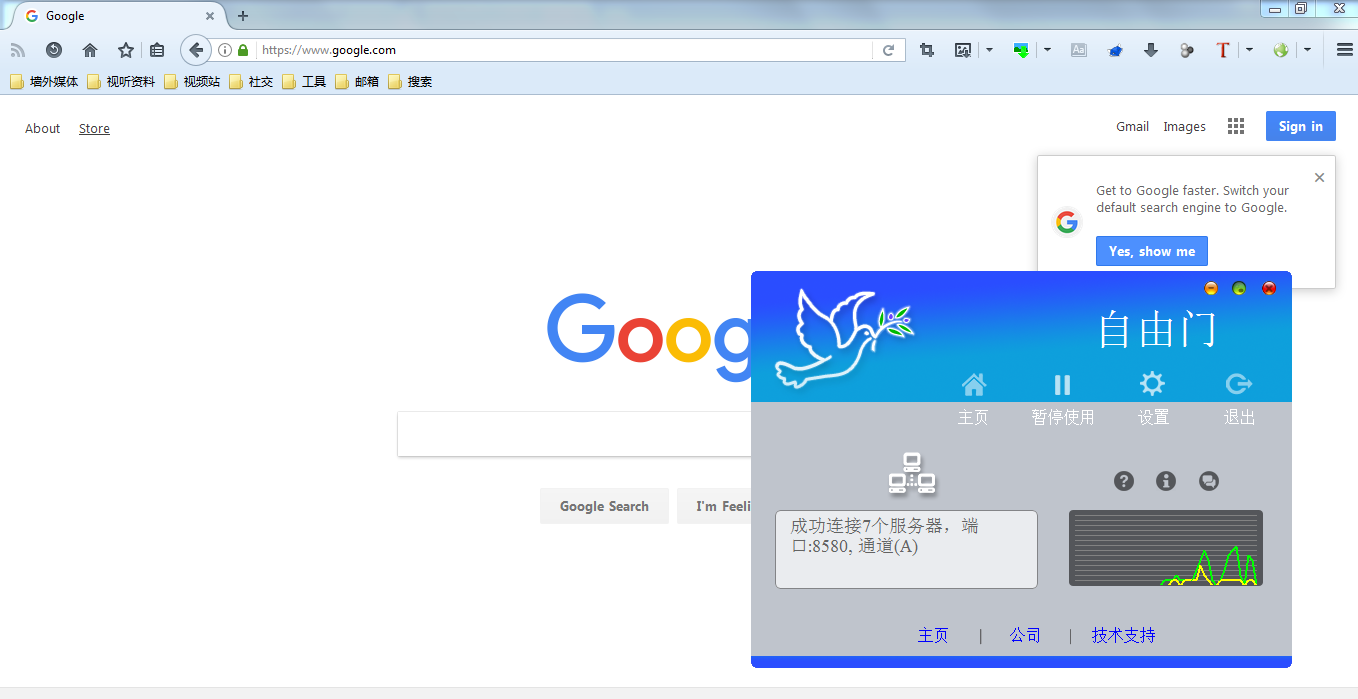 Google
https://www.google.com
墙外媒体 视听资料 视频站 社交 工具 邮箱 搜索
About Store
Gmail Images Sign in
Get to Google faster. Switch your
default search engine to Google.
Yes, show me
Goog
Google Search I'm Feeli
自由门
主页 暂停使用 设置 退出
成功连接7个服务器，端
口:8580, 通道(A)
主页 | 公司 | 技术支持